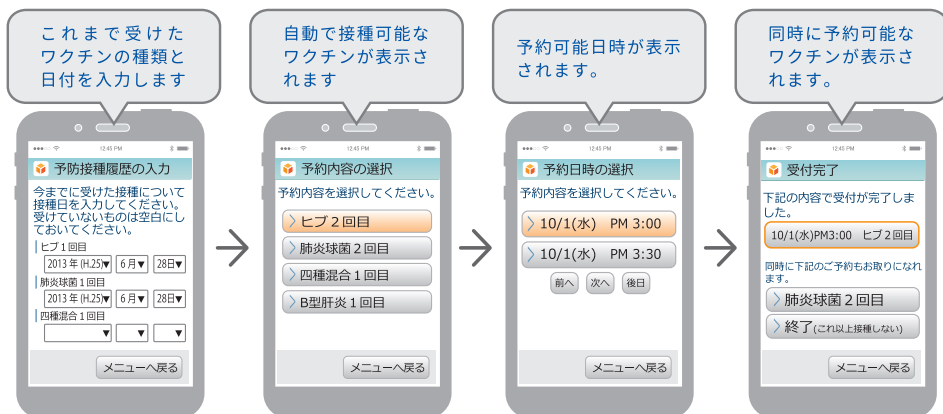 これまで受けた
ワクチンの種類と
日付を入力します
12:45 PM
予防接種履歴の入力
今までに受けた接種について
接種日を入力してください。
受けていないものは空白にし
ておいてください。
ヒブ1回目
2013年(H.25)▼ 6月▼ 28日▼
肺炎球菌1回目
2013年(H.25)▼ 6月▼ 28日▼
四種混合1回目
▼ ▼ ▼
メニューへ戻る
自動で接種可能な
ワクチンが表示さ
れます
12:45 PM
予約内容の選択
予約内容を選択してください。
ヒブ2回目
肺炎球菌2回目
四種混合1回目
B型肝炎1回目
メニューへ戻る
予約可能日時が表示
されます。
12:45 PM
予約日時の選択
予約内容を選択してください。
10/1(水) PM 3:00
10/1(水) PM 3:30
前へ 次へ 後日
メニューへ戻る
同時に予約可能な
ワクチンが表示さ
れます。
12:45 PM
受付完了
下記の内容で受付が完了しま
した。
10/1(水)PM3:00 ヒブ2回目
同時に下記のご予約もお取りになれ
ます。
肺炎球菌2回目
終了(これ以上接種しない)
メニューへ戻る